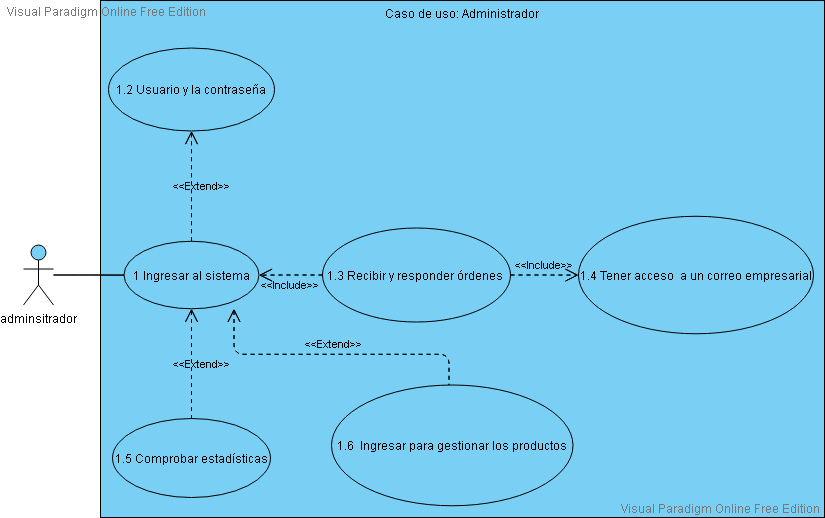 Visual Paradigm Online Free Edition
Caso de uso: Administrador
1.2 Usuario y la contraseña
<<Extend>>
1 Ingresar al sistema
<<Include>>
1.3 Recibir y responder órdenes
<<Include>>
1.4 Tener acceso a un correo empresarial
adminsitrador
<<Extend>>
<<Extend>>
1.5 Comprobar estadísticas
1.6 Ingresar para gestionar los productos
Visual Paradigm Online Free Edition